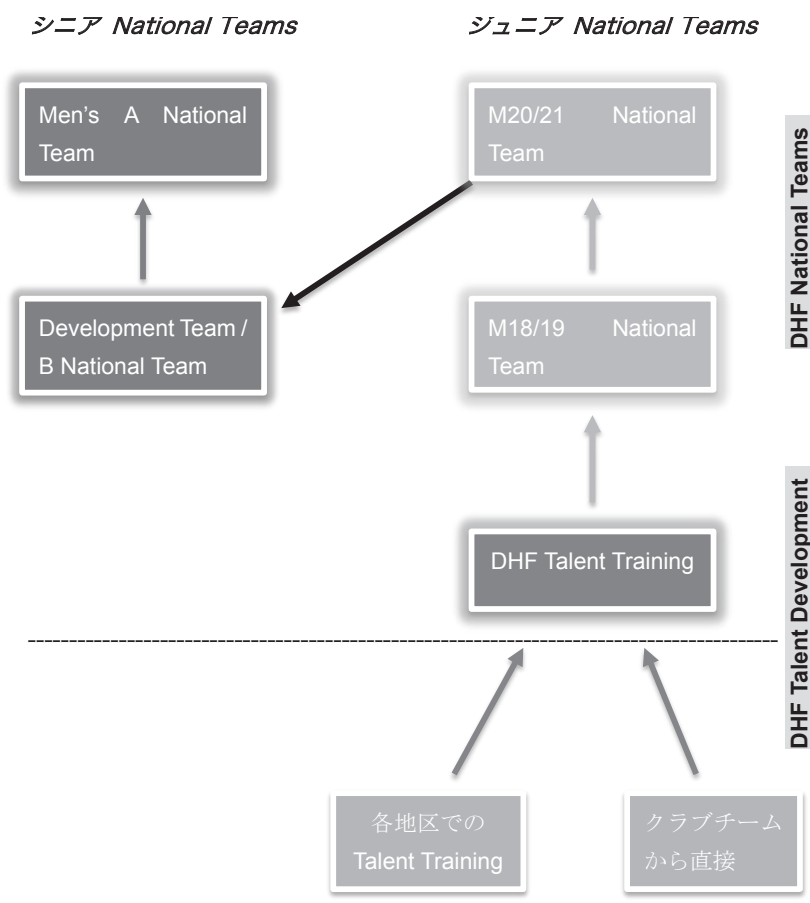 シニア National Teams
ジュニア National Teams
Men's A National
Team
M20/21 National
Team
DHF National Teams
Development Team /
B National Team
M18/19 National
Team
DHF Talent Training
DHF Talent Development
各地区での
Talent Training
クラブチーム
から直接